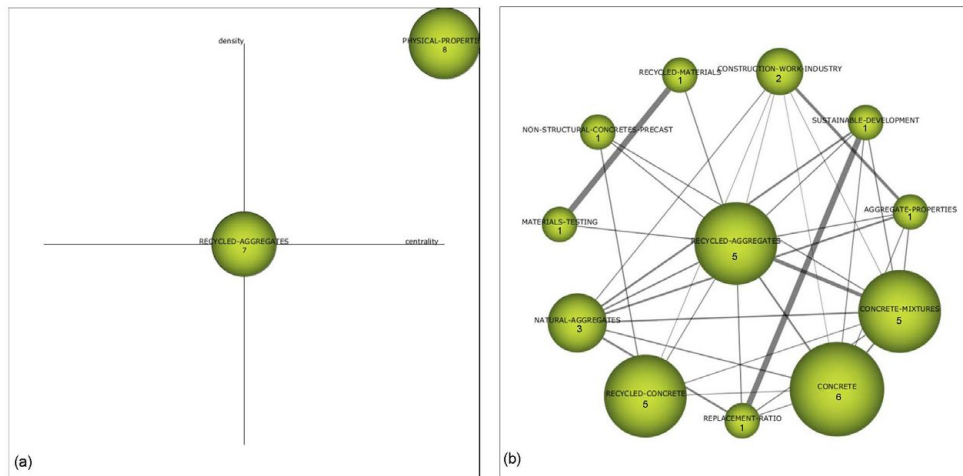 density
PHYSICAL-PROPERTIE
8
RECYCLED-AGGREGATES
7
centrality
(a)
RECYCLED-MATERIALS
1
CONSTRUCTION-WORK-INDUSTRY
2
NON-STRUCTURAL-CONCRETES-PRECAST
1
SUSTAINABLE-DEVELOPMENT
1
MATERIALS-TESTING
1
AGGREGATE-PROPERTIES
1
RECYCLED-AGGREGATES
5
NATURAL-AGGREGATES
3
CONCRETE-MIXTURES
5
RECYCLED-CONCRETE
5
CONCRETE
6
REPLACEMENT-RATIO
1
(b)